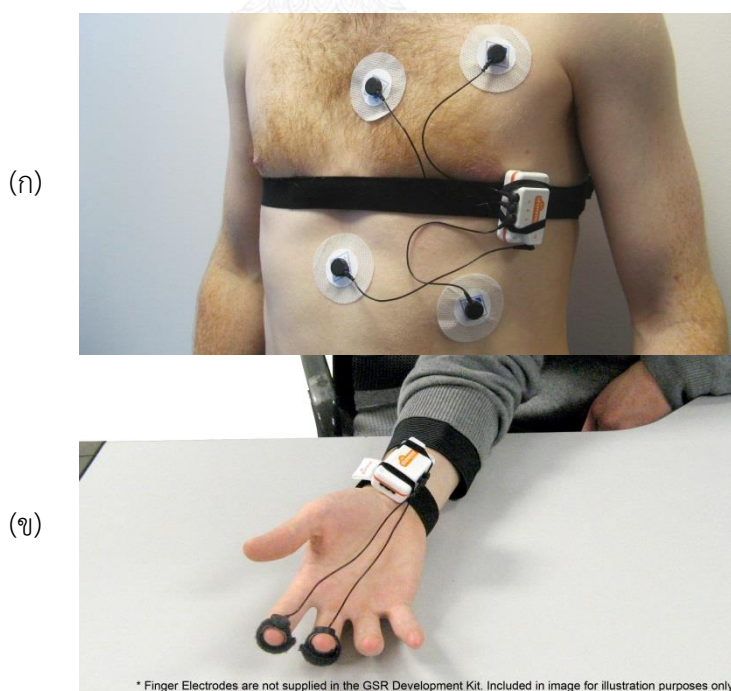 (ก)
(ข)
* Finger Electrodes are not supplied in the GSR Development Kit. Included in image for illustration purposes only